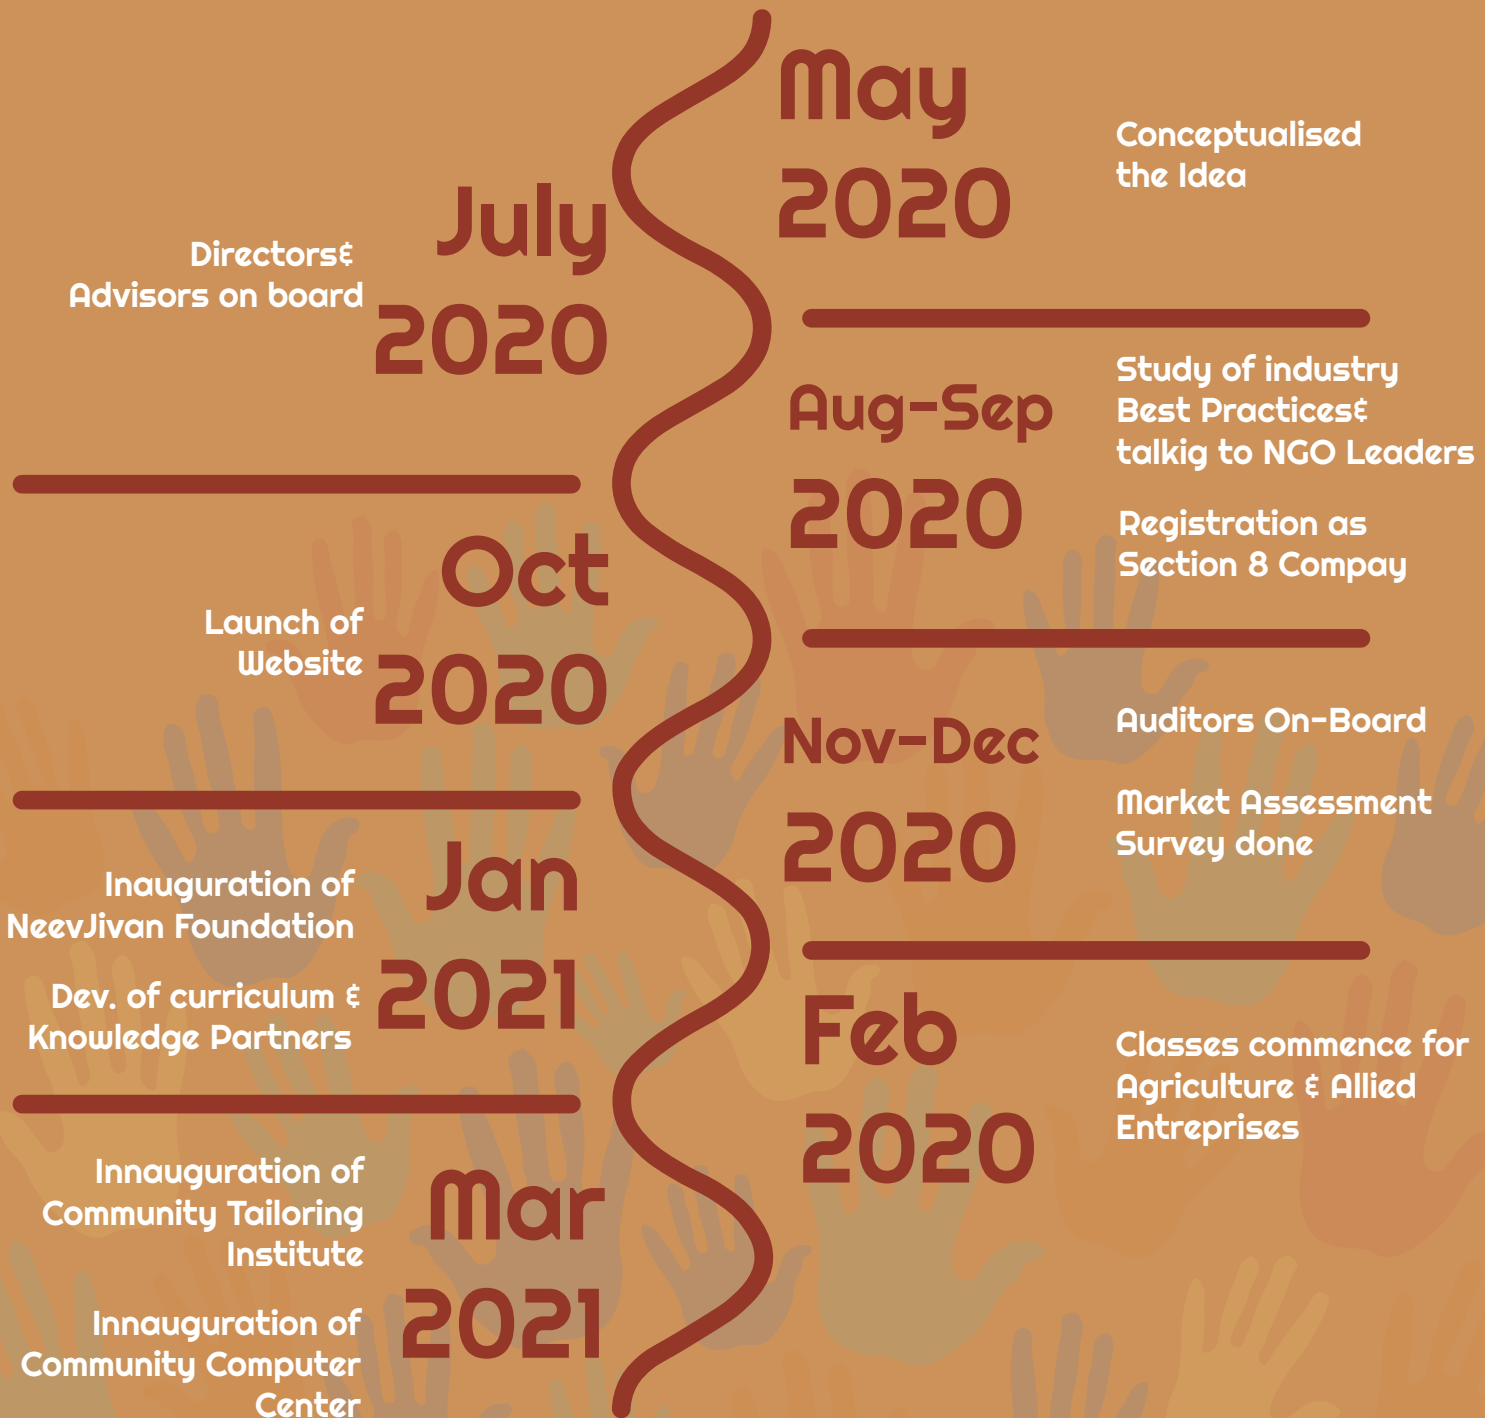 May
2020
Conceptualised
the Idea
July
2020
Directors&
Advisors on board
Aug-Sep
2020
Study of industry
Best Practices&
talkig to NGO Leaders
Registration as
Section 8 Compay
Oct
2020
Launch of
Website
Nov-Dec
2020
Auditors On-Board
Market Assessment
Survey done
Jan
2021
Inauguration of
NeevJivan Foundation
Dev. of curriculum &
Knowledge Partners
Feb
2020
Classes commence for
Agriculture & Allied
Entreprises
Mar
2021
Innauguration of
Community Tailoring
Institute
Innauguration of
Community Computer
Center